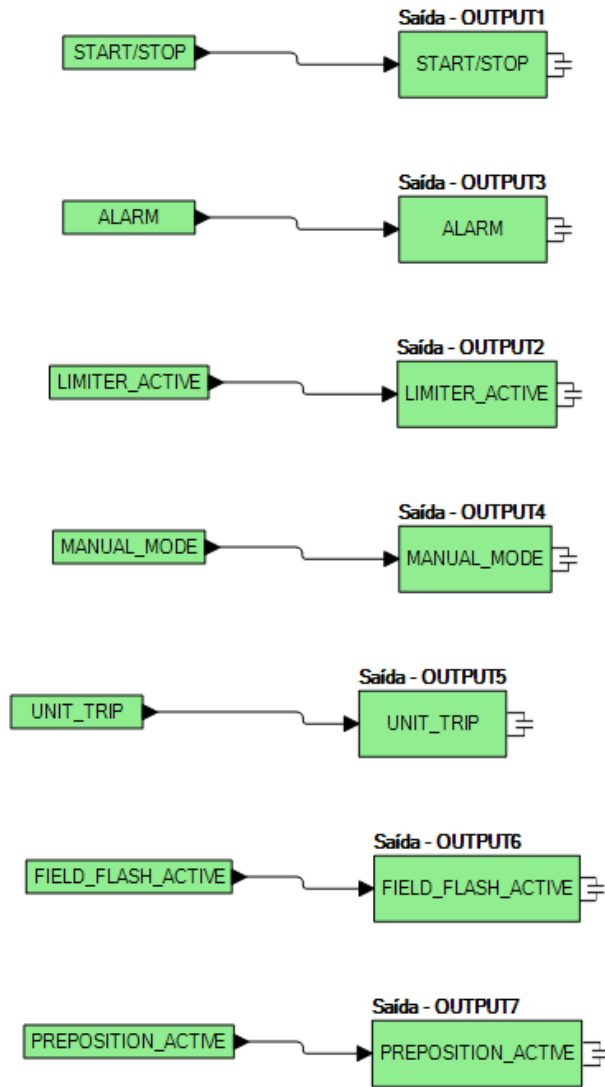 Saída - OUTPUT1
START/STOP
START/STOP
Saída - OUTPUT3
ALARM
ALARM
Saída - OUTPUT2
LIMITER_ACTIVE
LIMITER_ACTIVE
Saída - OUTPUT4
MANUAL_MODE
MANUAL_MODE
Saída - OUTPUT5
UNIT_TRIP
UNIT_TRIP
Saída - OUTPUT6
FIELD_FLASH_ACTIVE
FIELD_FLASH_ACTIVE
Saída - OUTPUT7
PREPOSITION_ACTIVE
PREPOSITION_ACTIVE